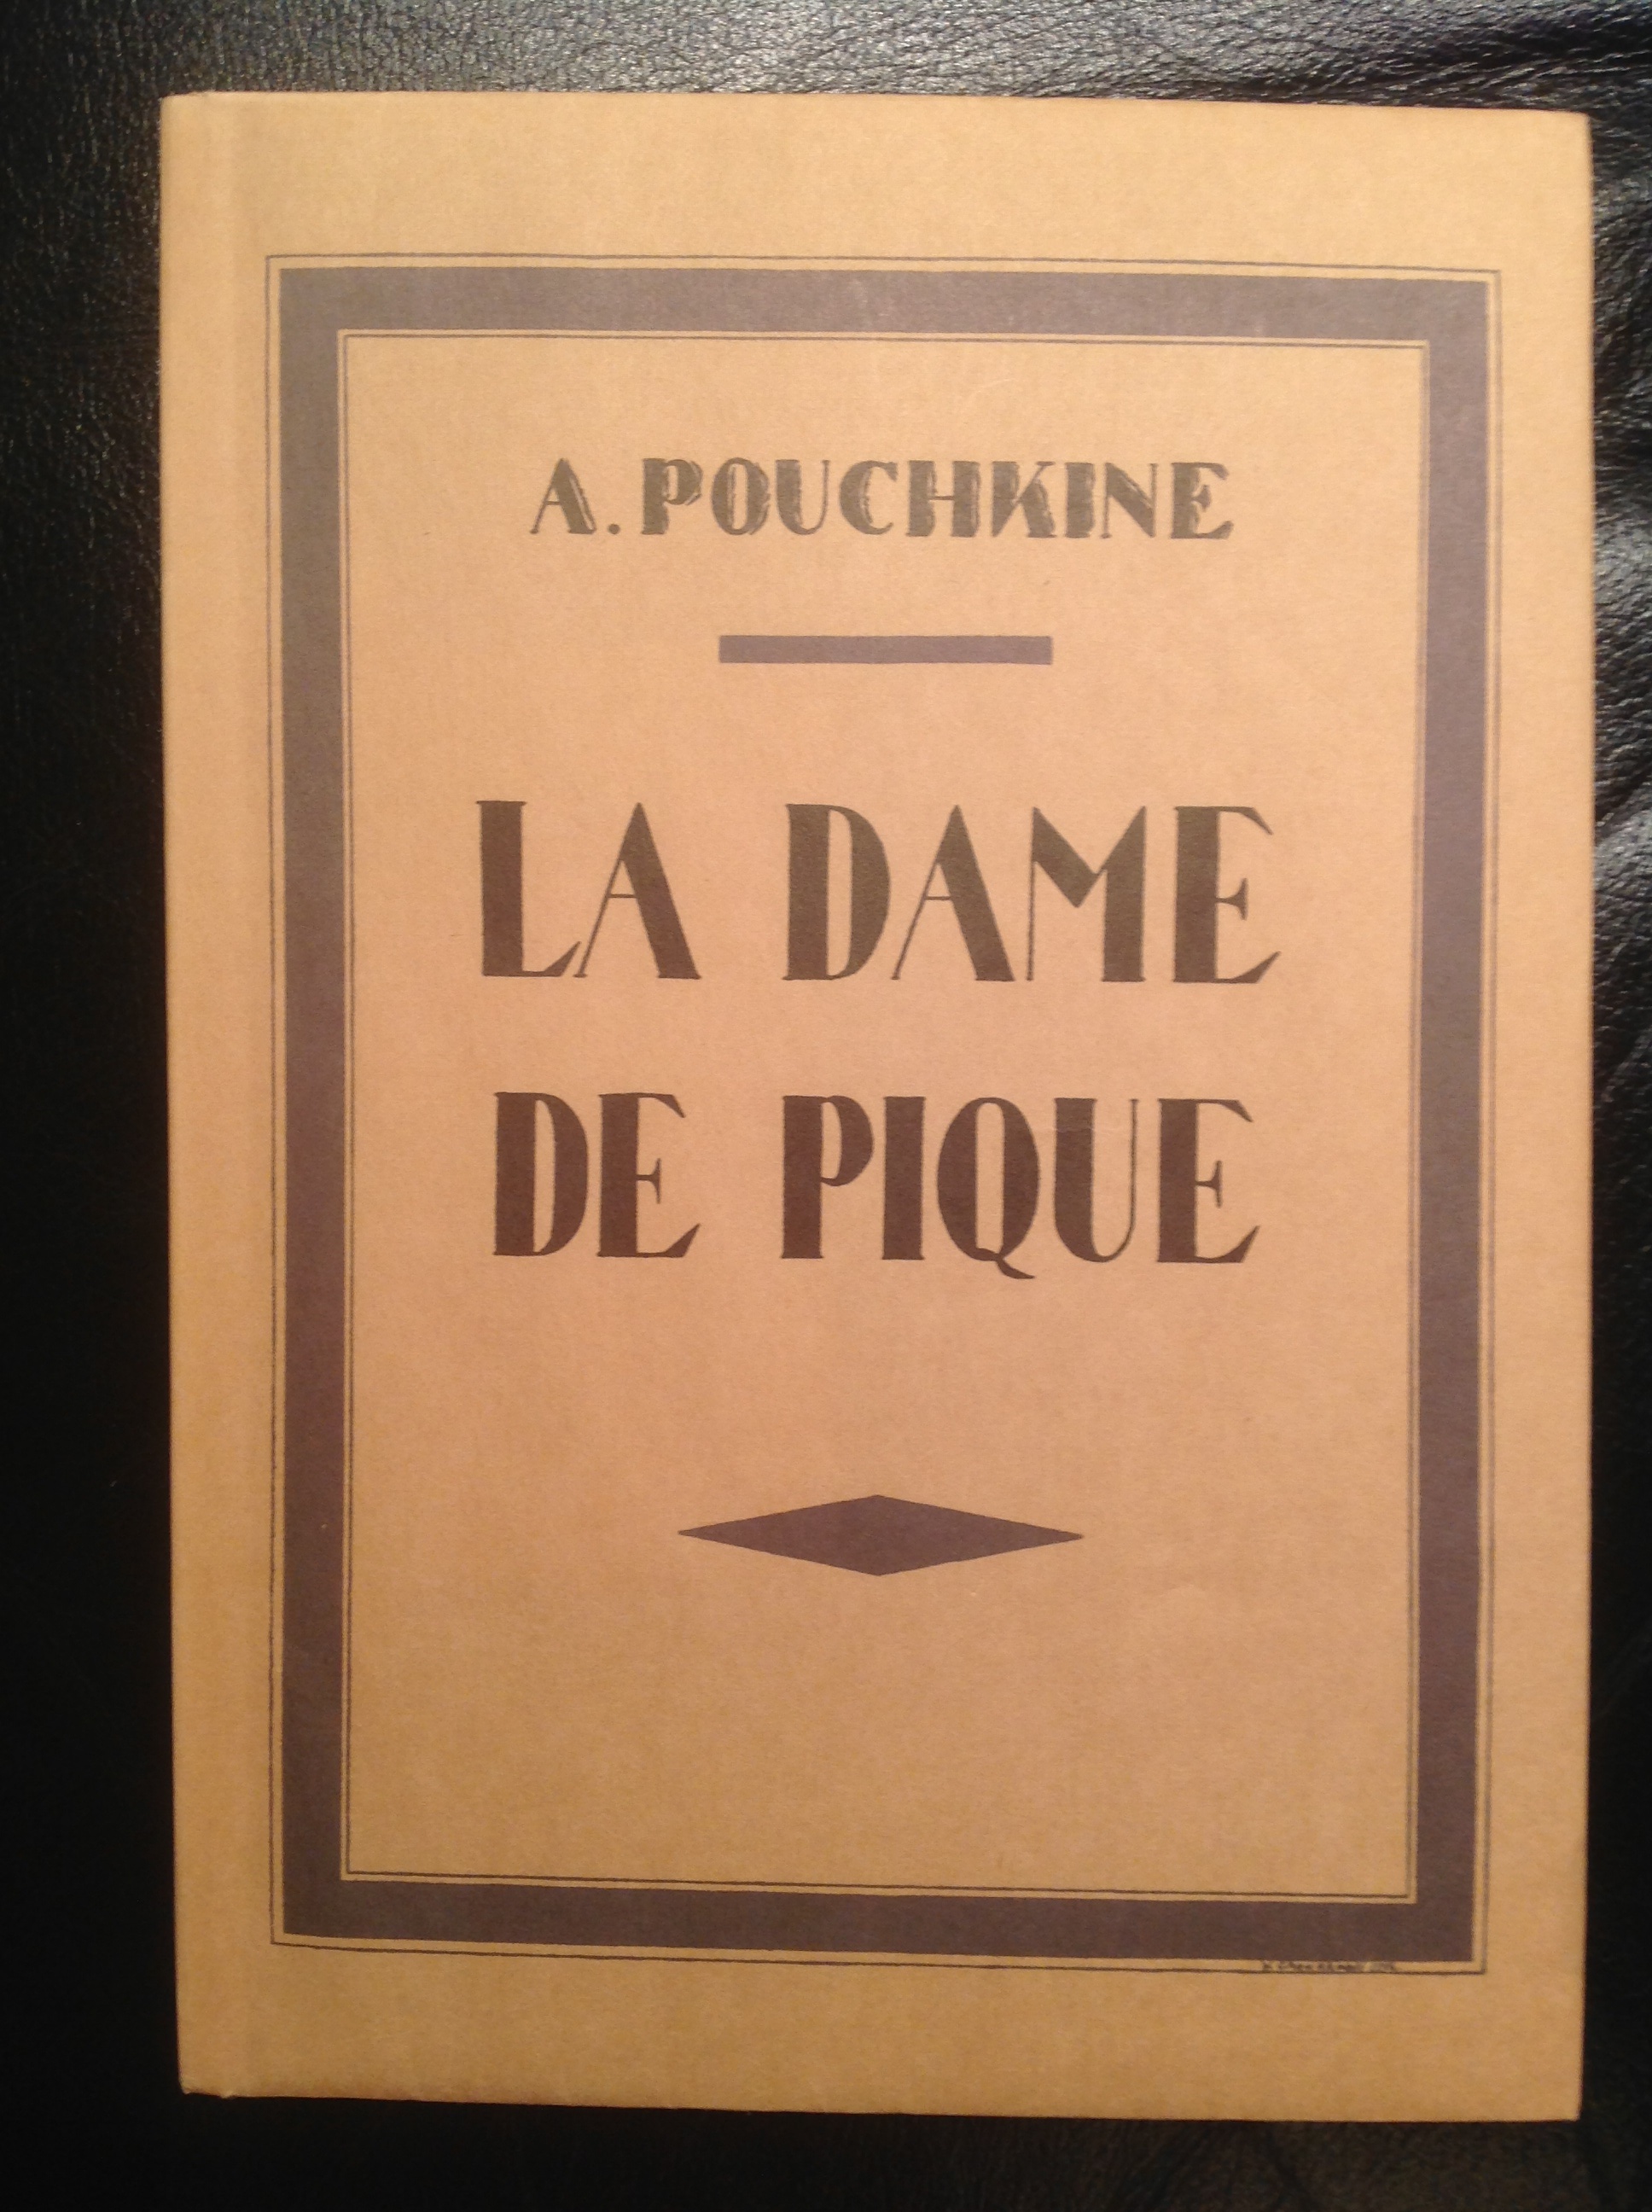 A. POUCHKINE
LA DAME
DE PIQUE